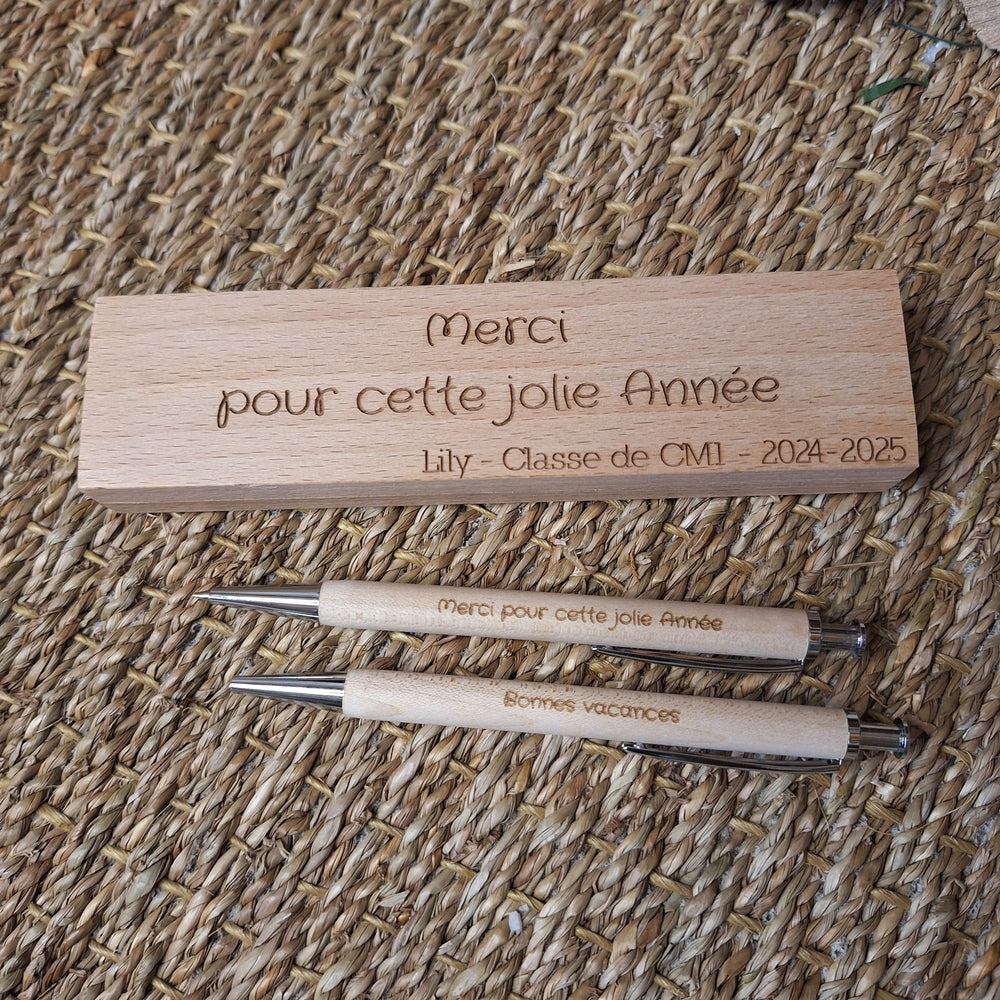 Merci
pour cette jolie Année
Lily - Classe de CM1 - 2024-2025
Merci pour cette jolie Année
Bonnes vacances